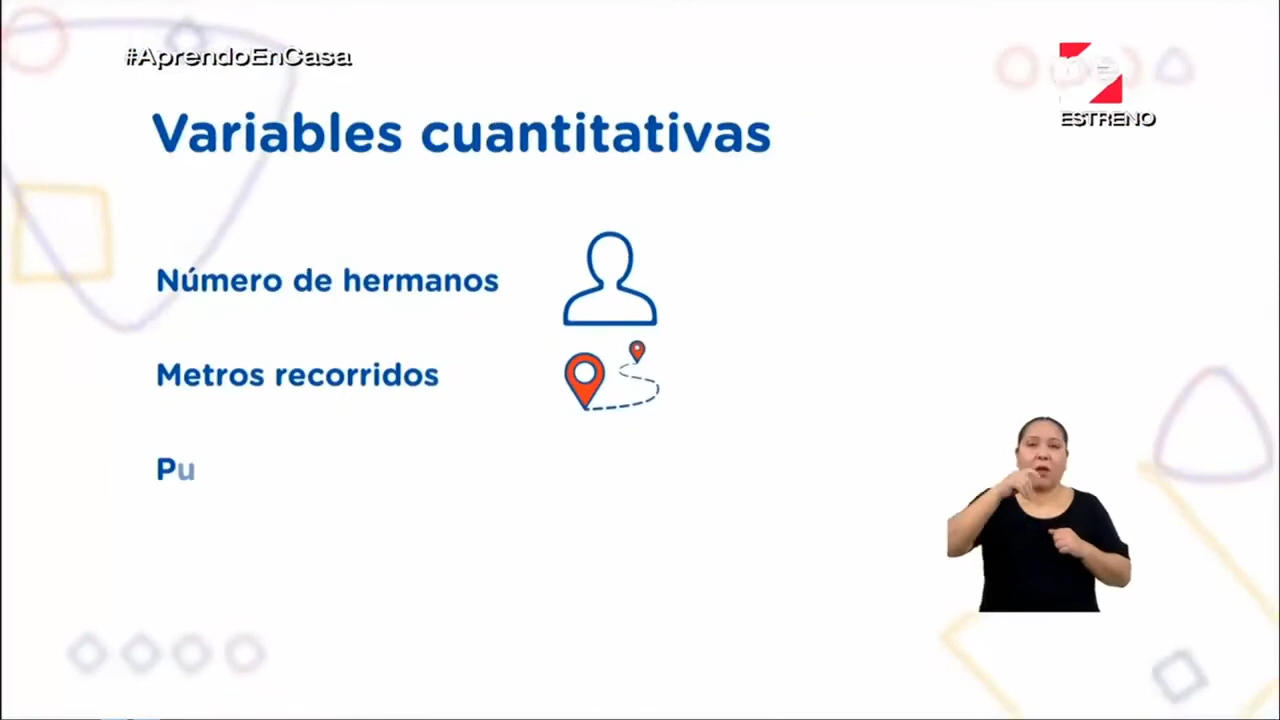 #AprendoEnCasa
ESTRENO
Variables cuantitativas
Número de hermanos
Metros recorridos
Pu